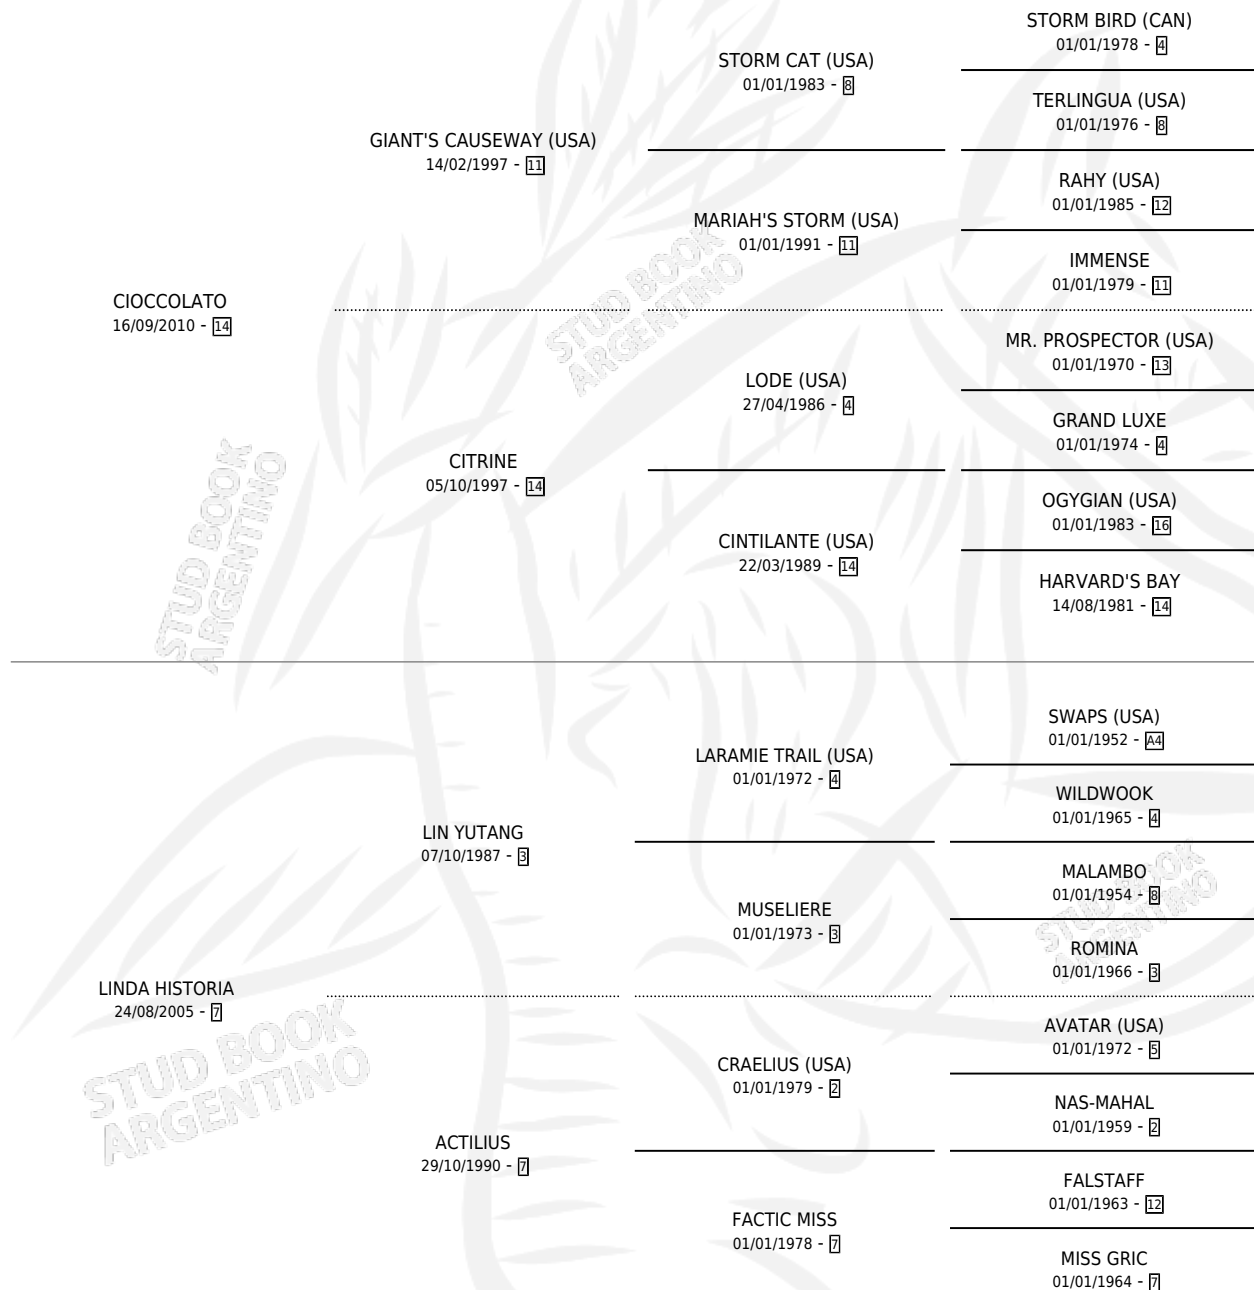 STORM BIRD (CAN)
01/01/1978 - 4
STORM CAT (USA)
01/01/1983 - 8
TERLINGUA (USA)
01/01/1976 - 8
GIANT'S CAUSEWAY (USA)
14/02/1997 - 11
RAHY (USA)
01/01/1985 - 12
MARIAH'S STORM (USA)
01/01/1991 - 11
IMMENSE
01/01/1979 - 11
CIOCCOLATO
16/09/2010 - 14
MR. PROSPECTOR (USA)
01/01/1970 - 13
LODE (USA)
27/04/1986 - 4
GRAND LUXE
01/01/1974 - 4
CITRINE
05/10/1997 - 14
OGYGIAN (USA)
01/01/1983 - 16
CINTILANTE (USA)
22/03/1989 - 14
HARVARD'S BAY
14/08/1981 - 14
STUD BOOK
ARGENTINO
STUD BOOK
ARGENTINO
SWAPS (USA)
01/01/1952 - A4
LARAMIE TRAIL (USA)
01/01/1972 - 4
WILDWOOK
01/01/1965 - 4
LIN YUTANG
07/10/1987 - 3
MALAMBO
01/01/1954 - 8
MUSELIERE
01/01/1973 - 3
ROMINA
01/01/1966 - 3
LINDA HISTORIA
24/08/2005 - 7
AVATAR (USA)
01/01/1972 - 5
CRAELIUS (USA)
01/01/1979 - 2
NAS-MAHAL
01/01/1959 - 2
ACTILIUS
29/10/1990 - 7
FALSTAFF
01/01/1963 - 12
FACTIC MISS
01/01/1978 - 7
MISS GRIC
01/01/1964 - 7
STUD BOOK
ARGENTINO
STUD BOOK
ARGENTINO